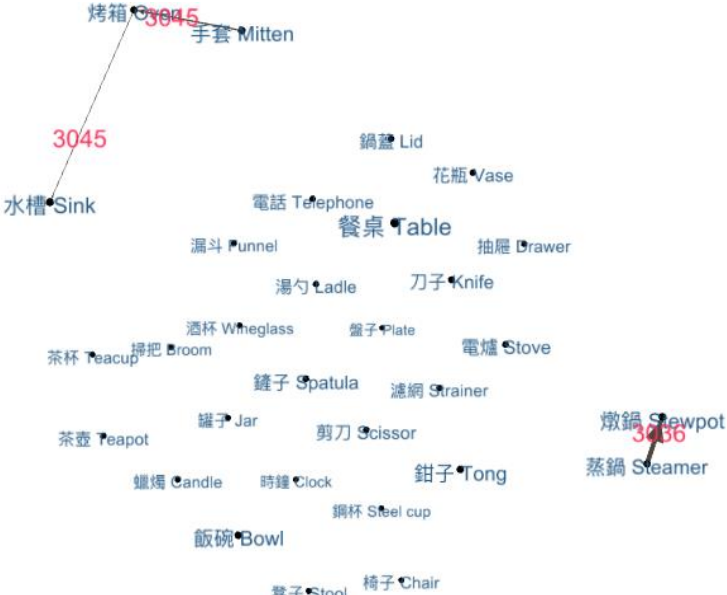 烤箱 Oven
3045
手套 Mitten
3045
鍋蓋 Lid
花瓶 Vase
水槽 Sink
電話 Telephone
餐桌 Table
漏斗 Funnel
抽屜 Drawer
湯勺 Ladle
刀子 Knife
酒杯 Wineglass
盤子 Plate
掃把 Broom
電爐 Stove
茶杯 Teacup
鏟子 Spatula
濾網 Strainer
罐子 Jar
燉鍋 Stewpot
剪刀 Scissor
3036
茶壺 Teapot
蒸鍋 Steamer
鉗子 Tong
蠟燭 Candle
時鐘 Clock
鋼杯 Steel cup
飯碗 Bowl
椅子 Chair
凳子 Stool